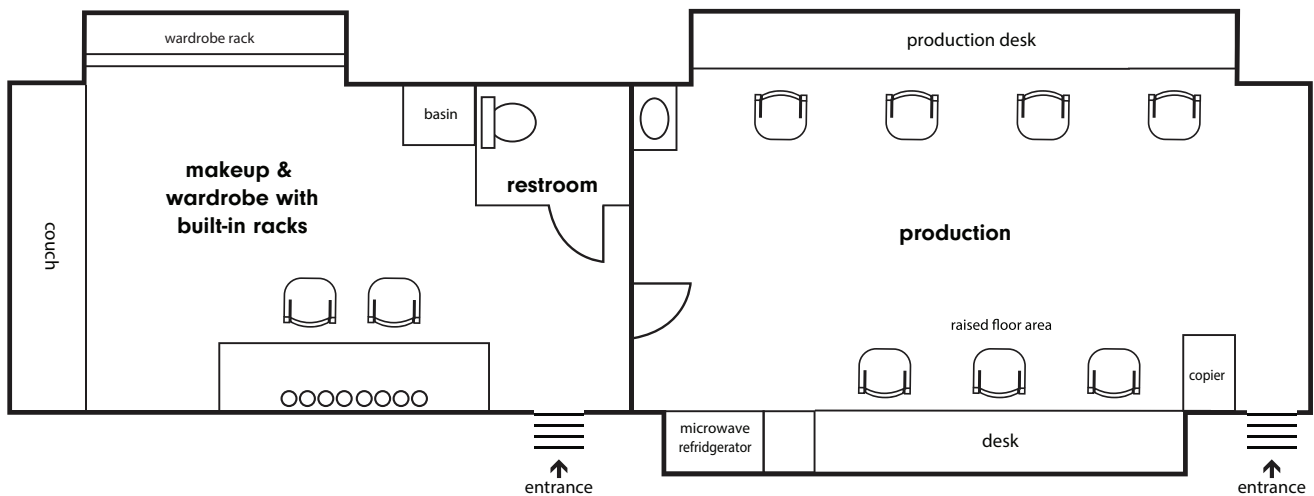 wardrobe rack
production desk
basin
makeup &
wardrobe with
built-in racks
restroom
couch
production
raised floor area
copier
microwave
refridgerator
desk
entrance
entrance